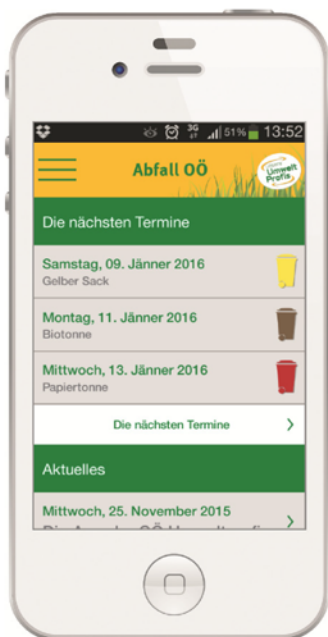 3G
51%
13:52
Abfall OÖ
Umwelt
Profis
Die nächsten Termine
Samstag, 09. Jänner 2016
Gelber Sack
Montag, 11. Jänner 2016
Biotonne
Mittwoch, 13. Jänner 2016
Papiertonne
Die nächsten Termine
Aktuelles
Mittwoch, 25. November 2015